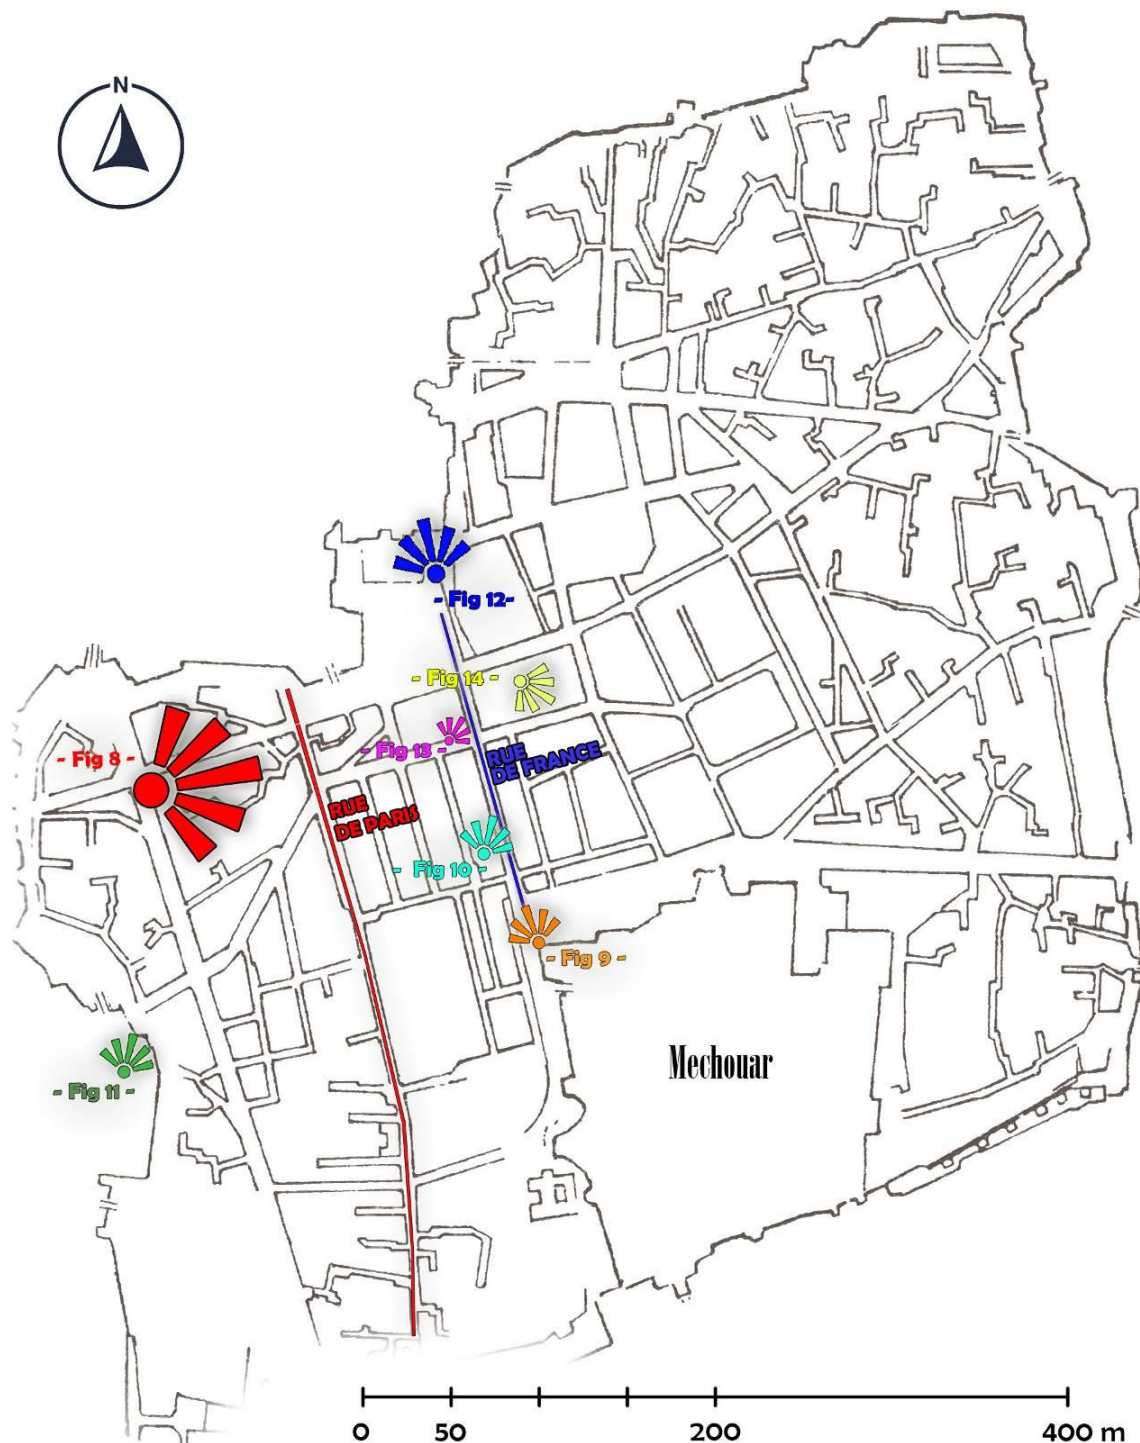 N
- Fig 12-
- Fig 14 -
- Fig 13 -
- Fig 8 -
RUE
DE FRANCE
RUE
DE PARIS
- Fig 10 -
- Fig 9 -
Mechouar
- Fig 11 -
0 50 200 400 m